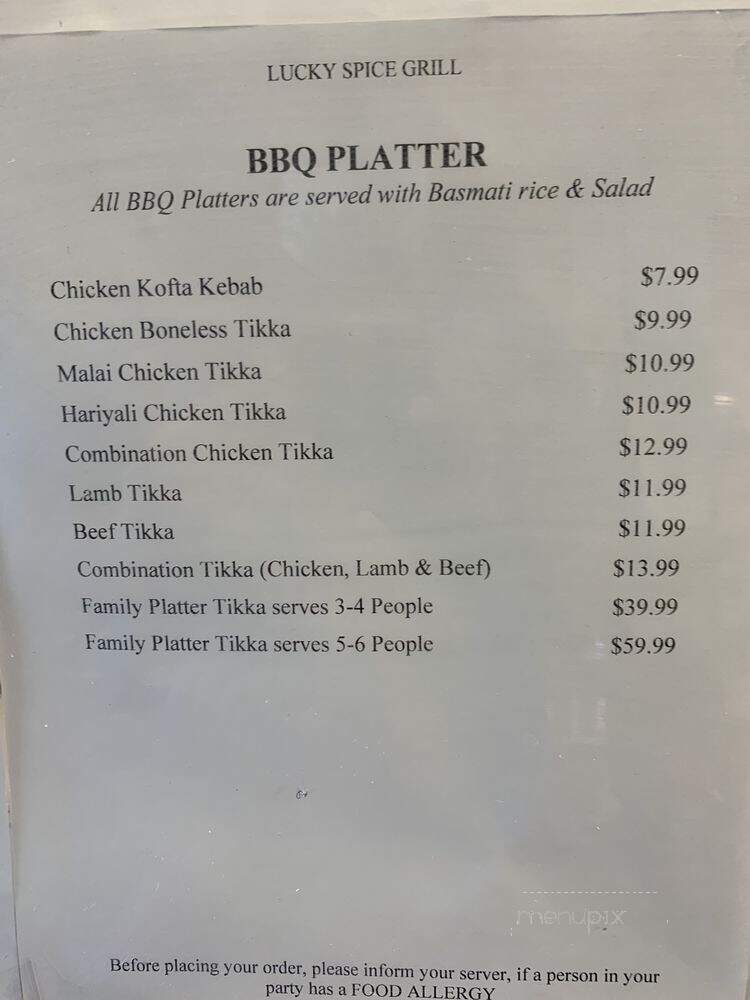 LUCKY SPICE GRILL
BBQ PLATTER
All BBQ Platters are served with Basmati rice & Salad
Chicken Kofta Kebab $7.99
Chicken Boneless Tikka $9.99
Malai Chicken Tikka $10.99
Hariyali Chicken Tikka $10.99
Combination Chicken Tikka $12.99
Lamb Tikka $11.99
Beef Tikka $11.99
Combination Tikka (Chicken, Lamb & Beef) $13.99
Family Platter Tikka serves 3-4 People $39.99
Family Platter Tikka serves 5-6 People $59.99
menupix
Before placing your order, please inform your server, if a person in your
party has a FOOD ALLERGY